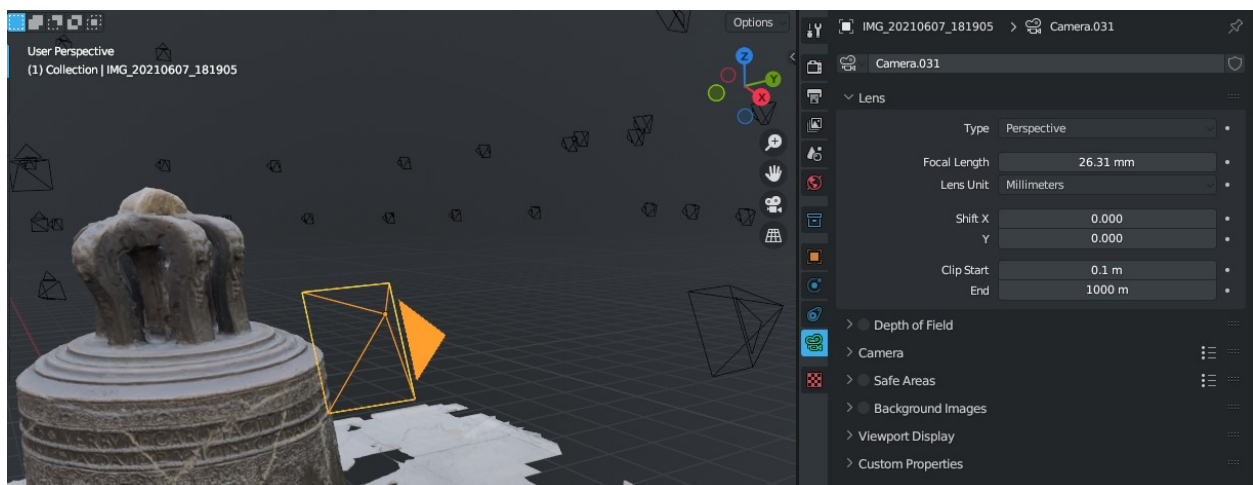 Options
User Perspective
(1) Collection | IMG_20210607_181905
Z
Y
X
IMG_20210607_181905 > Camera.031
Camera.031
Lens
Type Perspective
Focal Length 26.31 mm
Lens Unit Millimeters
Shift X 0.000
Y 0.000
Clip Start 0.1 m
End 1000 m
Depth of Field
Camera
Safe Areas
Background Images
Viewport Display
Custom Properties